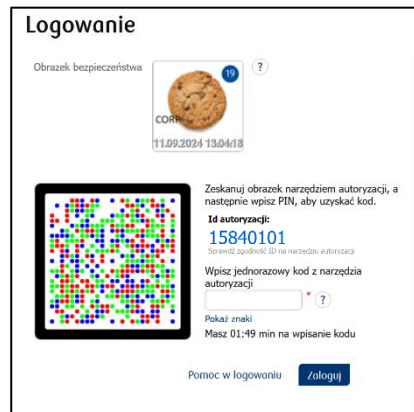 Logowanie
Obrazek bezpieczeństwa
19
?
CORP
11.09.2024 13:04:18
Zeskanuj obrazek narzędziem autoryzacji, a
następnie wpisz PIN, aby uzyskać kod.
Id autoryzacji:
15840101
Sprawdź zgodność ID na narzędziu autoryzacji
Wpisz jednorazowy kod z narzędzia
autoryzacji
* ?
Pokaż znaki
Masz 01:49 min na wpisanie kodu
Pomoc w logowaniu
Zaloguj